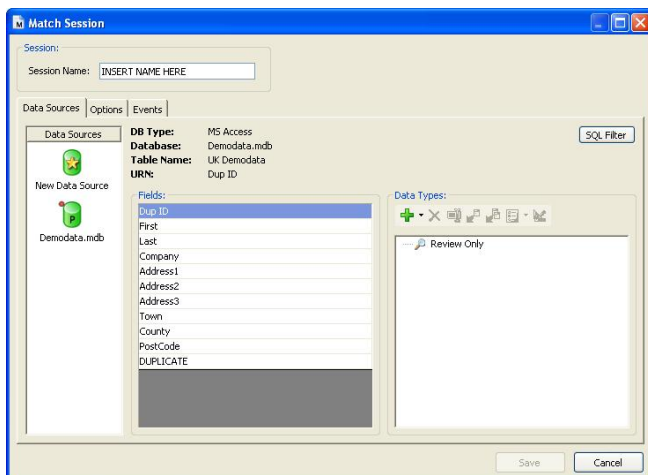 Match Session
Session:
Session Name: INSERT NAME HERE
Data Sources Options Events
Data Sources
New Data Source
P
Demodata.mdb
DB Type: MS Access
Database: Demodata.mdb
Table Name: UK Demodata
URN: Dup ID
SQL Filter
Fields:
Dup ID
First
Last
Company
Address1
Address2
Address3
Town
County
PostCode
DUPLICATE
Data Types:
Review Only
Save Cancel